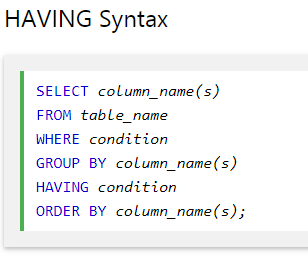 HAVING Syntax
SELECT column_name(s)
FROM table_name
WHERE condition
GROUP BY column_name(s)
HAVING condition
ORDER BY column_name(s);